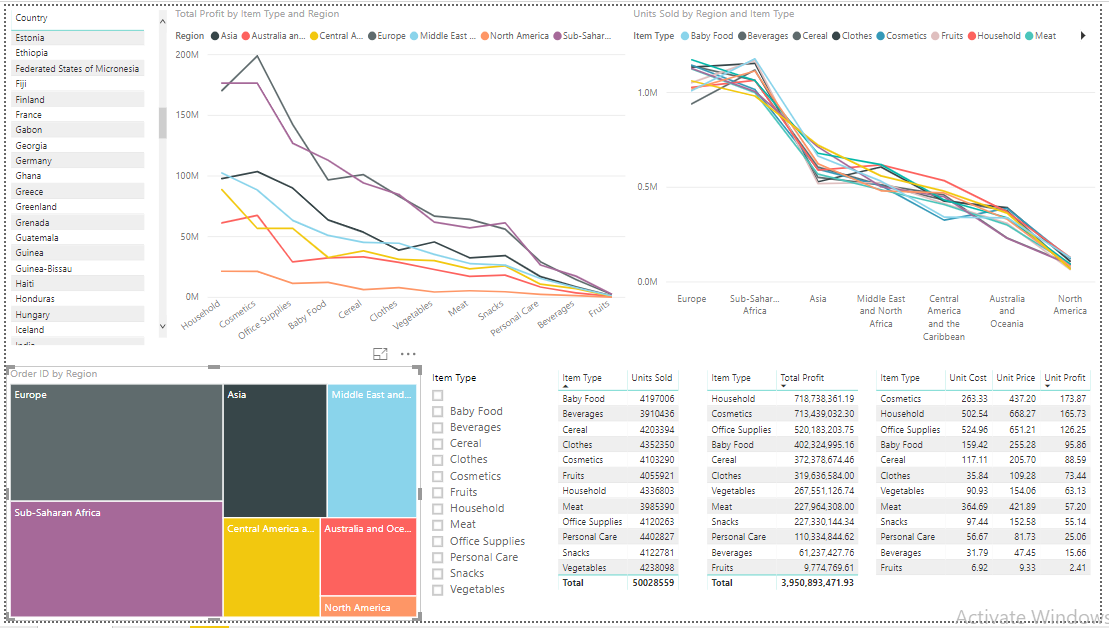 Country
Estonia
Ethiopia
Federated States of Micronesia
Fiji
Finland
France
Gabon
Georgia
Germany
Ghana
Greece
Greenland
Grenada
Guatemala
Guinea
Guinea-Bissau
Haiti
Honduras
Hungary
Iceland
India
Total Profit by Item Type and Region
Region Asia Australia an... Central A... Europe Middle East ... North America Sub-Sahar...
200M
150M
100M
50M
0M
Household Cosmetics Office Supplies Baby Food Cereal Clothes Vegetables Meat Snacks Personal Care Beverages Fruits
Units Sold by Region and Item Type
Item Type Baby Food Beverages Cereal Clothes Cosmetics Fruits Household Meat
1.0M
0.5M
0.0M
Europe Sub-Sahar... Asia Middle East Central Australia North
Africa and North America and America
Africa and the Oceania
Caribbean
Order ID by Region
Europe
Sub-Saharan Africa
Asia
Middle East and...
Central America a...
Australia and Oce...
North America
Item Type
Baby Food
Beverages
Cereal
Clothes
Cosmetics
Fruits
Household
Meat
Office Supplies
Personal Care
Snacks
Vegetables
Item Type Units Sold
Baby Food 4197006
Beverages 3910436
Cereal 4203394
Clothes 4352350
Cosmetics 4103290
Fruits 4055921
Household 4336803
Meat 3985390
Office Supplies 4120263
Personal Care 4402827
Snacks 4122781
Vegetables 4238098
Total 50028559
Item Type Total Profit
Household 718,738,361.19
Cosmetics 713,439,032.30
Office Supplies 520,183,203.75
Baby Food 402,324,995.16
Cereal 372,378,674.46
Clothes 319,636,584.00
Vegetables 267,551,126.74
Meat 227,964,308.00
Snacks 227,330,144.34
Personal Care 110,334,844.62
Beverages 61,237,427.76
Fruits 9,774,769.61
Total 3,950,893,471.93
Item Type Unit Cost Unit Price Unit Profit
Cosmetics 263.33 437.20 173.87
Household 502.54 668.27 165.73
Office Supplies 524.96 651.21 126.25
Baby Food 159.42 255.28 95.86
Cereal 117.11 205.70 88.59
Clothes 35.84 109.28 73.44
Vegetables 90.93 154.06 63.13
Meat 364.69 421.89 57.20
Snacks 97.44 152.58 55.14
Personal Care 56.67 81.73 25.06
Beverages 31.79 47.45 15.66
Fruits 6.92 9.33 2.41
Activate Windows